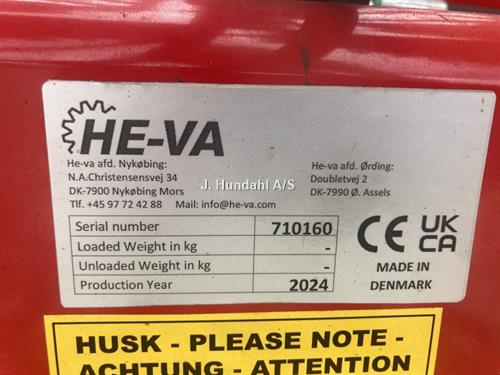 HE-VA
He-va afd. Nykøbing:
N.A.Christensensvej 34
DK-7900 Nykøbing Mors
Tlf. +45 97 72 42 88 Mail: info@he-va.com
He-va afd. Ørding:
Doubletvej 2
DK-7990 Ø. Assels
J. Hundahl A/S
Serial number 710160
Loaded Weight in kg -
Unloaded Weight in kg -
Production Year 2024
CE UK
CA
MADE IN
DENMARK
HUSK - PLEASE NOTE -
ACHTUNG - ATTENTION